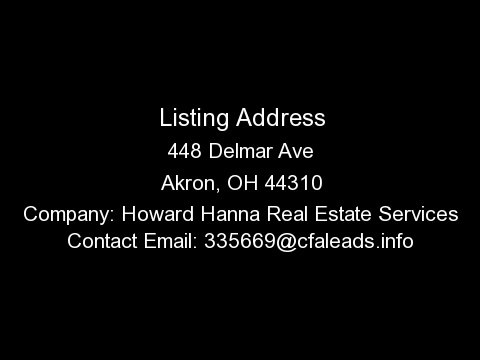 Listing Address
448 Delmar Ave
Akron, OH 44310
Company: Howard Hanna Real Estate Services
Contact Email: 335669@cfaleads.info